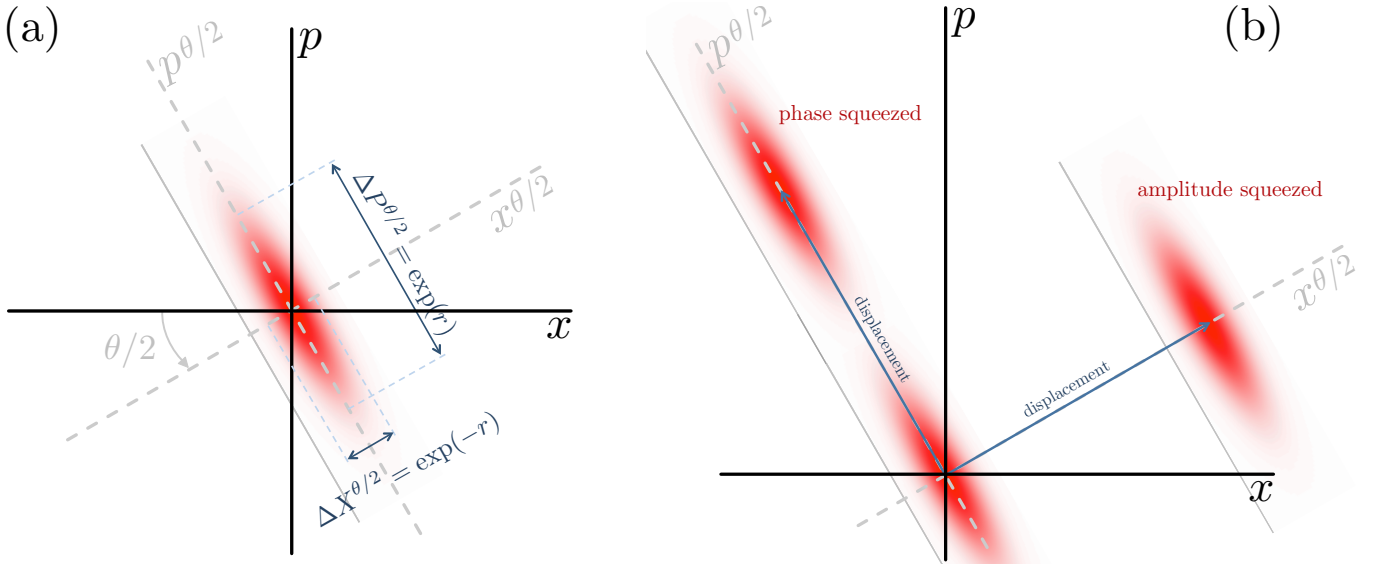 (a)
p
p^{θ/2}
x^{θ/2}
ΔP^{θ/2} = exp(r)
x
θ/2
ΔX^{θ/2} = exp(−r)
(b)
p
p^{θ/2}
phase squeezed
amplitude squeezed
x^{θ/2}
displacement
displacement
x